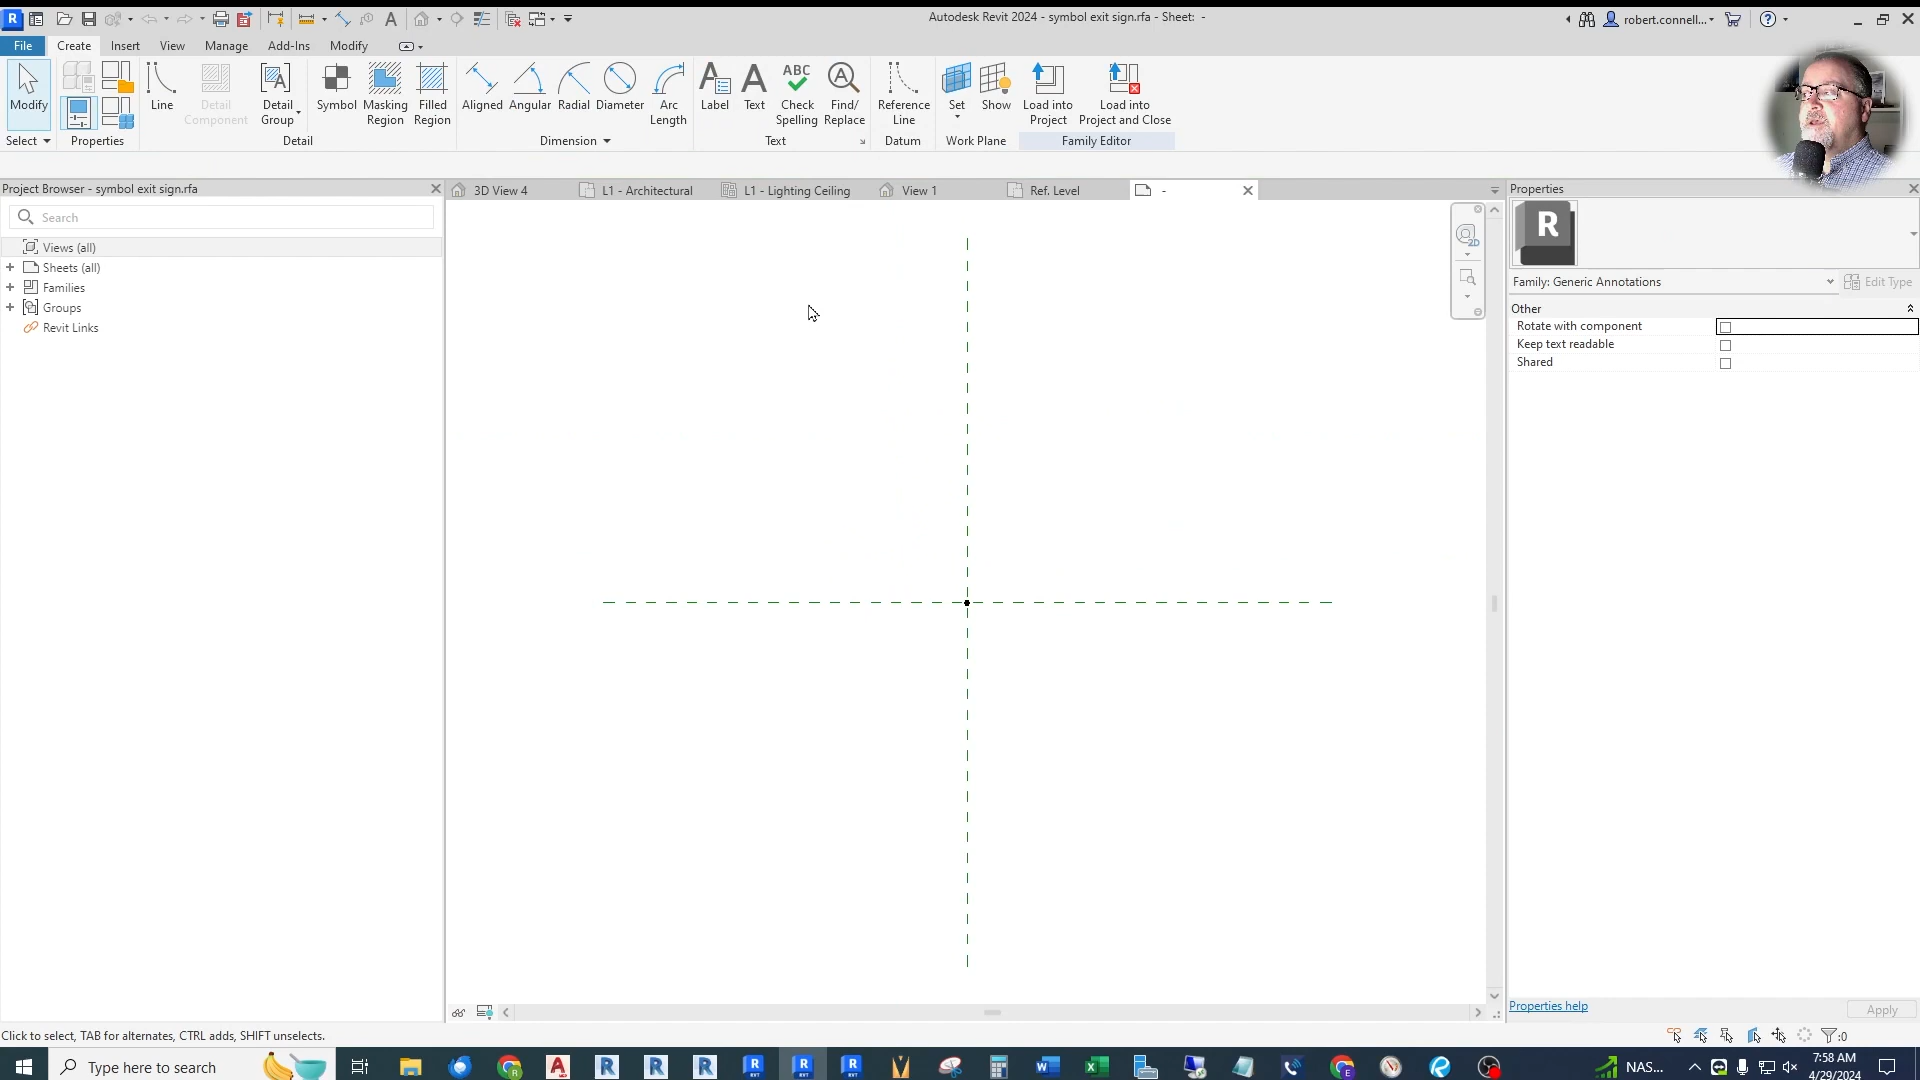 Autodesk Revit 2024 - symbol exit sign.rfa - Sheet: -
robert.connell...
File Create Insert View Manage Add-Ins Modify
Modify
Line
Detail Component
Detail Group
Symbol
Masking Region
Filled Region
Aligned
Angular
Radial
Diameter
Arc Length
Label
Text
ABC
Check Spelling
Find/ Replace
Reference Line
Set
Show
Load into Project
Load into Project and Close
Select Properties Detail Dimension Text Datum Work Plane Family Editor
Project Browser - symbol exit sign.rfa
Search
Views (all)
Sheets (all)
Families
Groups
Revit Links
3D View 4
L1 - Architectural
L1 - Lighting Ceiling
View 1
Ref. Level
-
2D
Properties
R
Family: Generic Annotations
Edit Type
Other
Rotate with component
Keep text readable
Shared
Properties help
Apply
Click to select, TAB for alternates, CTRL adds, SHIFT unselects.
:0
Type here to search
NAS...
7:58 AM
4/29/2024